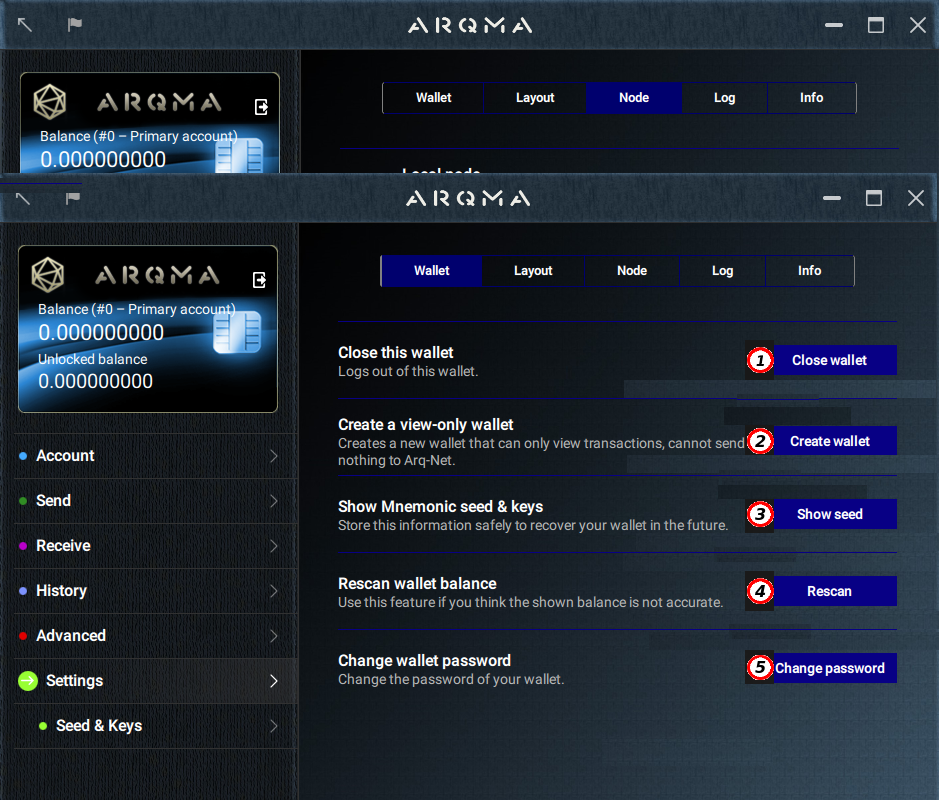 ARQMA
ARQMA
Balance (#0 – Primary account)
0.000000000
Wallet Layout Node Log Info
Local node
ARQMA
ARQMA
Balance (#0 – Primary account)
0.000000000
Unlocked balance
0.000000000
Account
Send
Receive
History
Advanced
Settings
Seed & Keys
Wallet Layout Node Log Info
Close this wallet
Logs out of this wallet.
1 Close wallet
Create a view-only wallet
Creates a new wallet that can only view transactions, cannot send
nothing to Arq-Net.
2 Create wallet
Show Mnemonic seed & keys
Store this information safely to recover your wallet in the future.
3 Show seed
Rescan wallet balance
Use this feature if you think the shown balance is not accurate.
4 Rescan
Change wallet password
Change the password of your wallet.
5 Change password